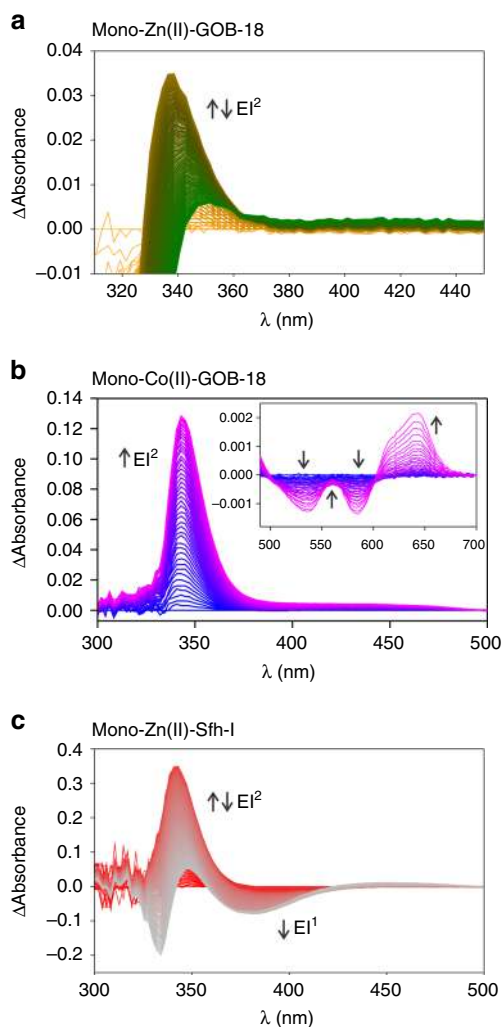 a
Mono-Zn(II)-GOB-18
0.04
0.03
0.02
0.01
0.00
–0.01
ΔAbsorbance
↑↓ EI²
320 340 360 380 400 420 440
λ (nm)
b
Mono-Co(II)-GOB-18
0.14
0.12
0.10
0.08
0.06
0.04
0.02
0.00
ΔAbsorbance
↑ EI²
0.002
0.001
0.000
–0.001
500 550 600 650 700
300 350 400 450 500
λ (nm)
c
Mono-Zn(II)-Sfh-I
0.4
0.3
0.2
0.1
0.0
–0.1
–0.2
ΔAbsorbance
↑↓ EI²
↓ EI¹
300 350 400 450 500
λ (nm)